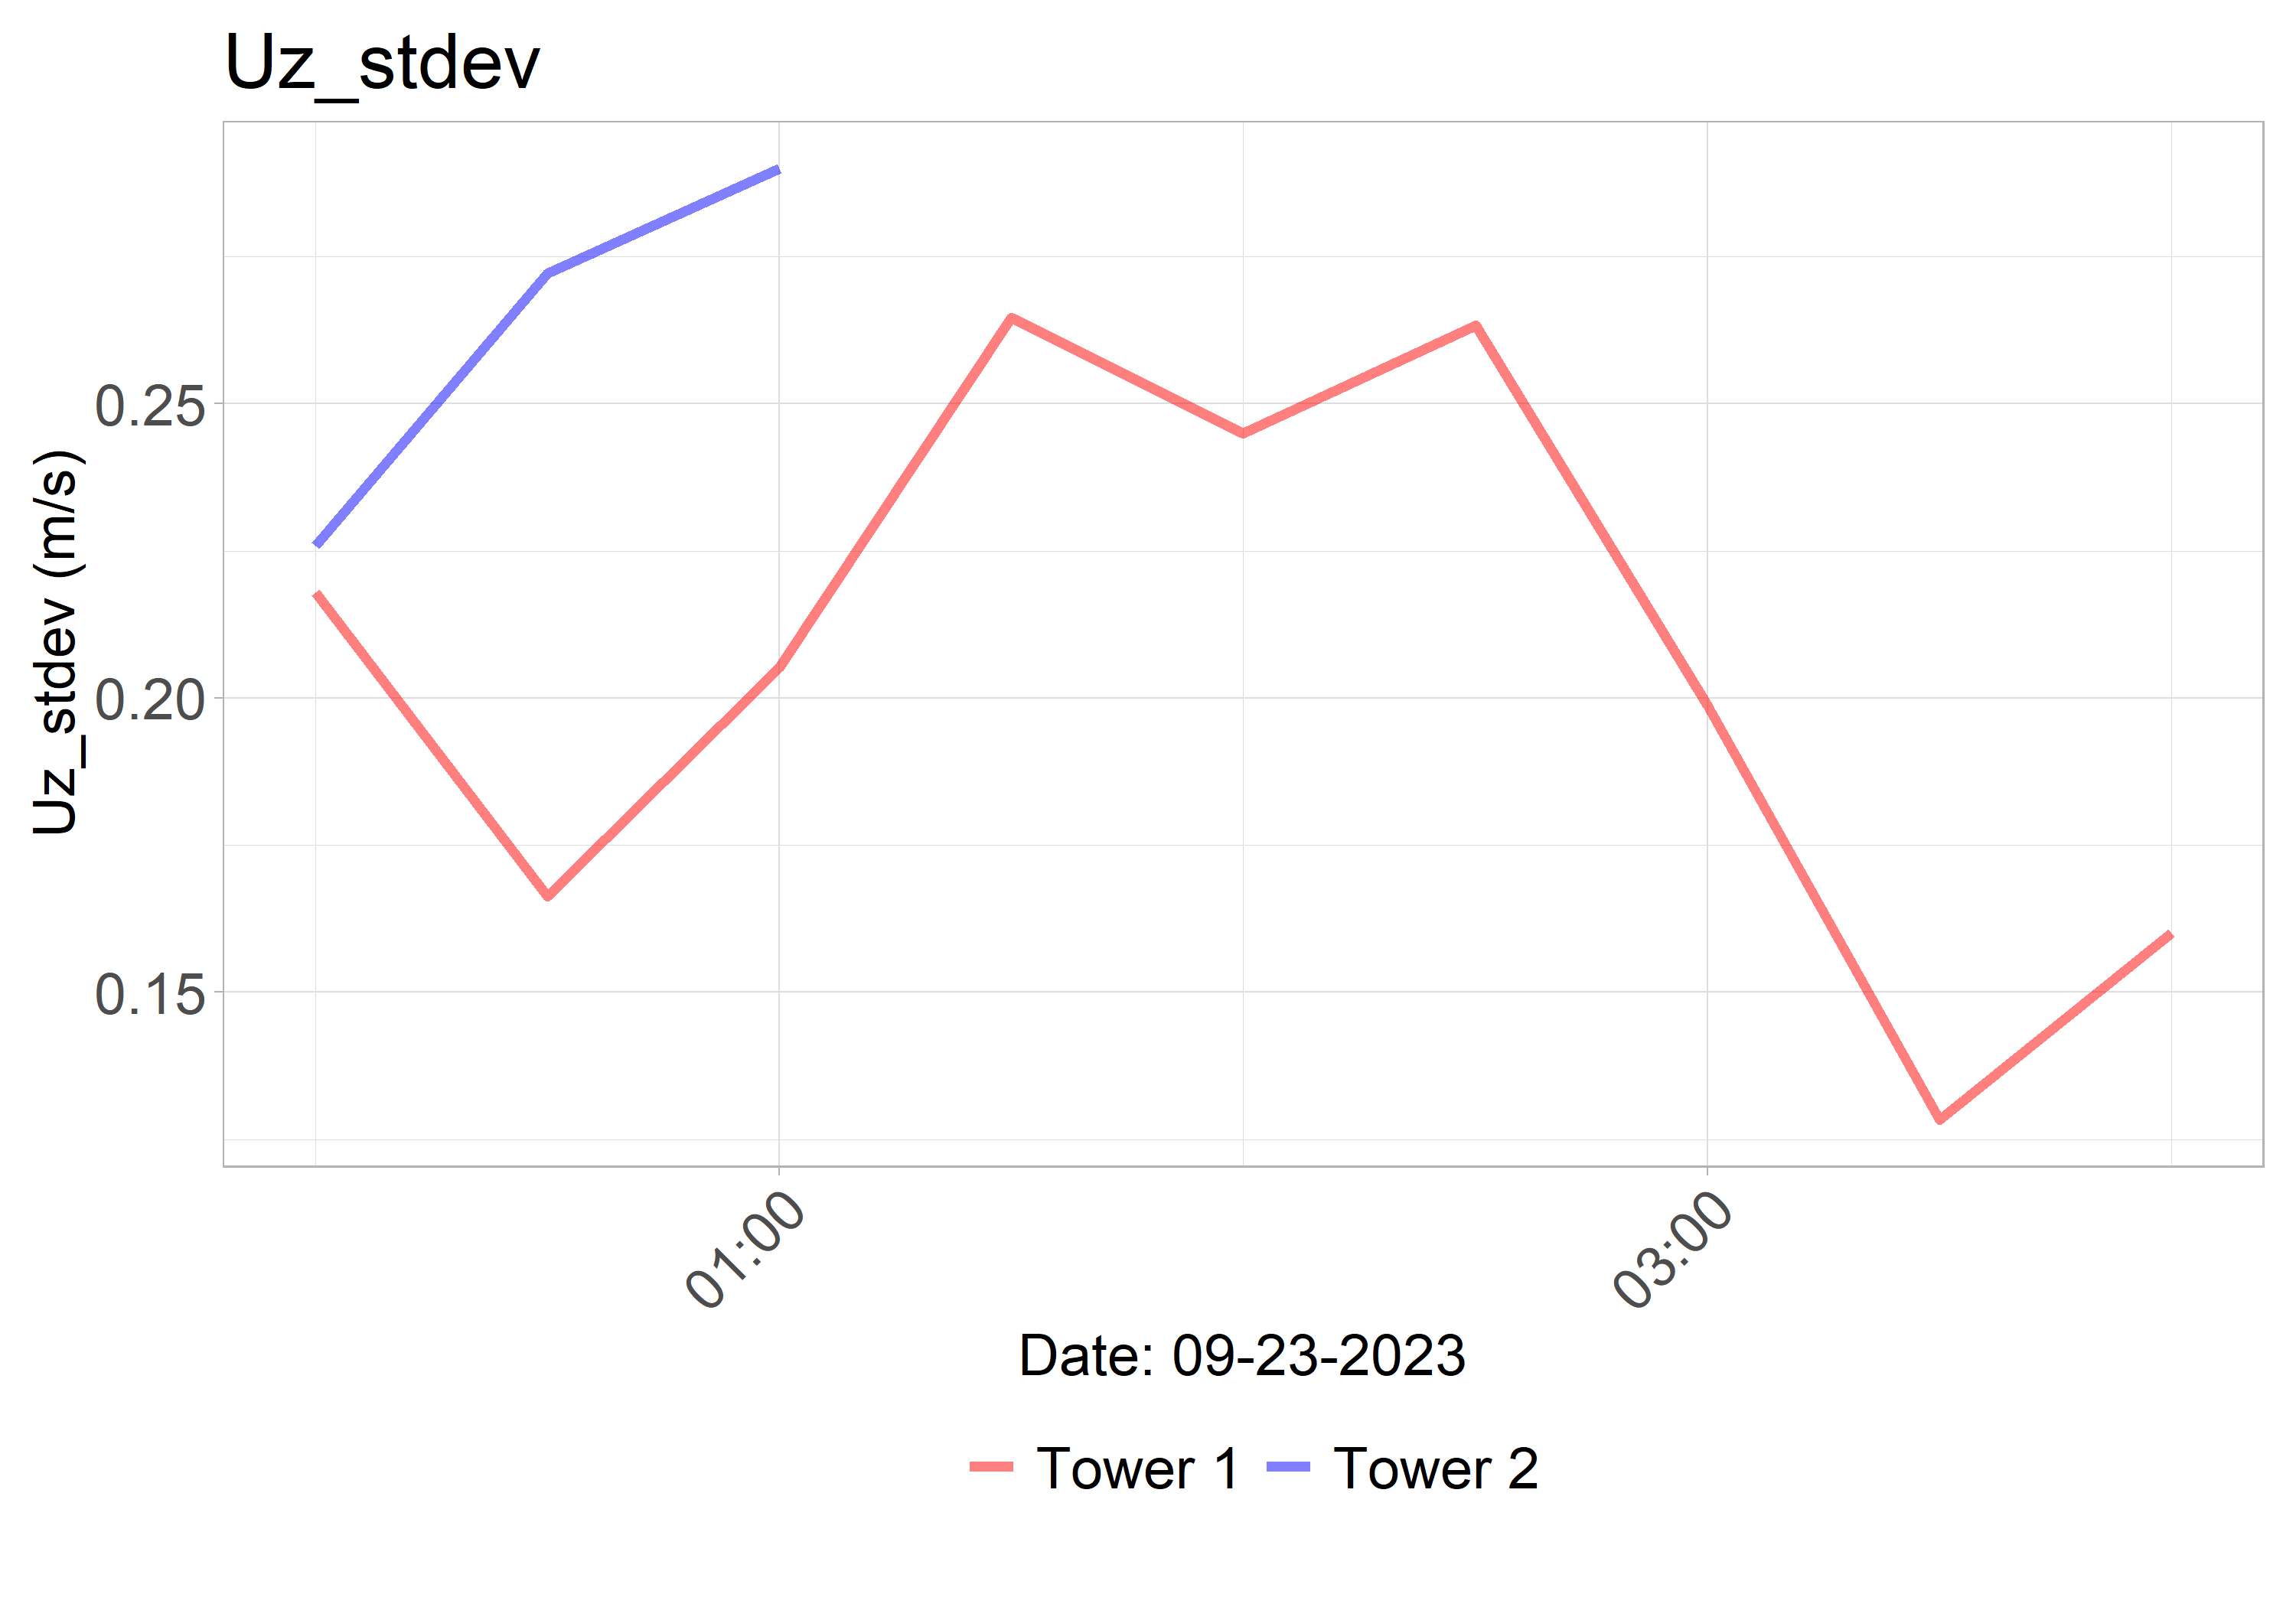 Uz_stdev
Uz_stdev (m/s)
0.25
0.20
0.15
01:00
03:00
Date: 09-23-2023
Tower 1
Tower 2